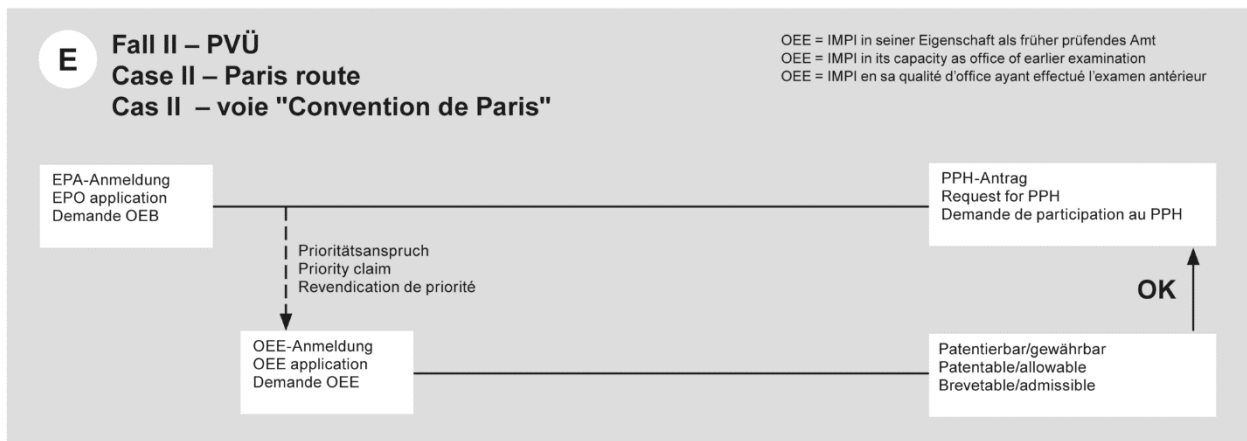 E
Fall II – PVÜ
Case II – Paris route
Cas II – voie "Convention de Paris"
OEE = IMPI in seiner Eigenschaft als früher prüfendes Amt
OEE = IMPI in its capacity as office of earlier examination
OEE = IMPI en sa qualité d'office ayant effectué l'examen antérieur
EPA-Anmeldung
EPO application
Demande OEB
PPH-Antrag
Request for PPH
Demande de participation au PPH
Prioritätsanspruch
Priority claim
Revendication de priorité
OK
OEE-Anmeldung
OEE application
Demande OEE
Patentierbar/gewährbar
Patentable/allowable
Brevetable/admissible